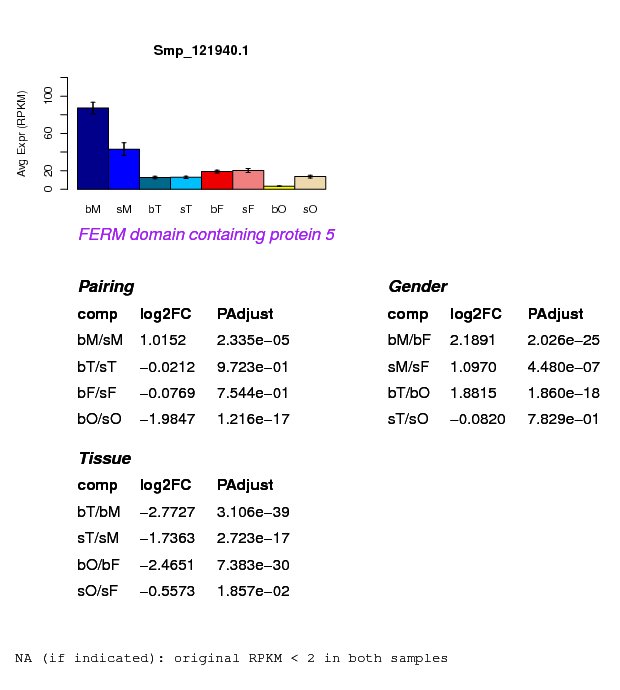 Smp_121940.1
Avg Expr (RPKM)
100
60
20
0
bM sM bT sT bF sF bO sO
FERM domain containing protein 5
Pairing
comp log2FC PAdjust
bM/sM 1.0152 2.335e−05
bT/sT −0.0212 9.723e−01
bF/sF −0.0769 7.544e−01
bO/sO −1.9847 1.216e−17
Gender
comp log2FC PAdjust
bM/bF 2.1891 2.026e−25
sM/sF 1.0970 4.480e−07
bT/bO 1.8815 1.860e−18
sT/sO −0.0820 7.829e−01
Tissue
comp log2FC PAdjust
bT/bM −2.7727 3.106e−39
sT/sM −1.7363 2.723e−17
bO/bF −2.4651 7.383e−30
sO/sF −0.5573 1.857e−02
NA (if indicated): original RPKM < 2 in both samples